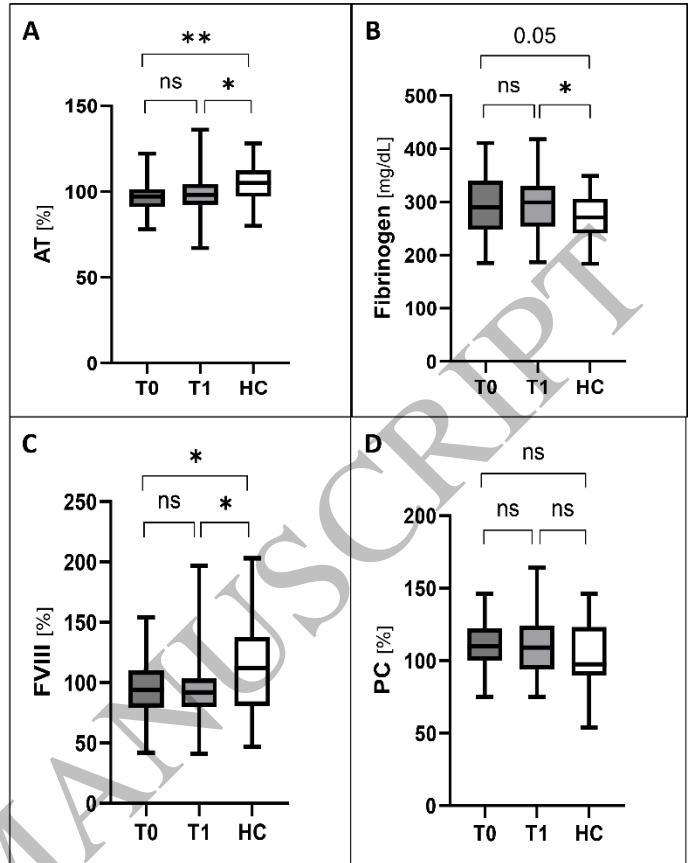 A
**
ns
*
AT [%]
150
100
50
0
T0 T1 HC
B
0.05
ns
*
Fibrinogen [mg/dL]
500
400
300
200
100
0
T0 T1 HC
C
*
ns
*
FVIII [%]
250
200
150
100
50
0
T0 T1 HC
D
ns
ns
ns
PC [%]
200
150
100
50
0
T0 T1 HC
MANUSCRIPT